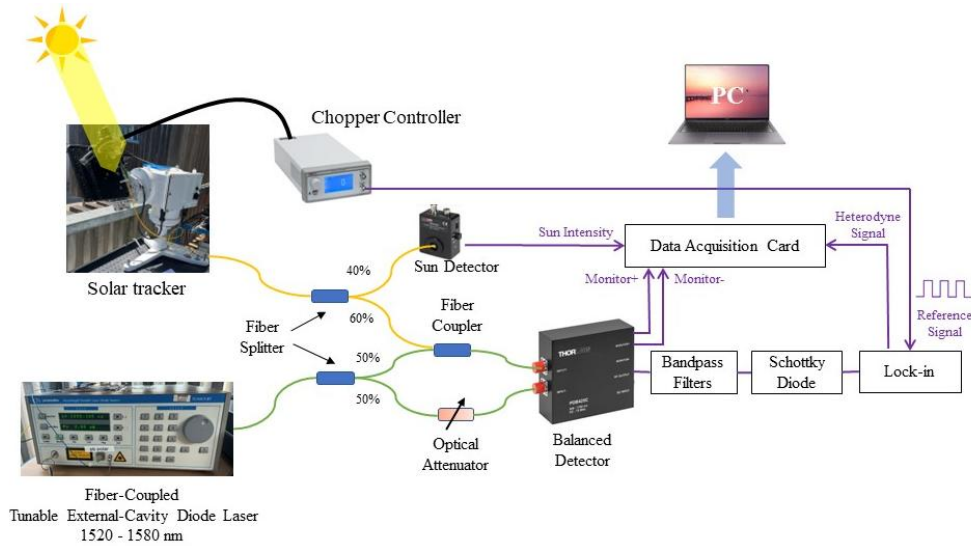 Chopper Controller
PC
Solar tracker
40%
60%
Sun Detector
Sun Intensity
Data Acquisition Card
Heterodyne
Signal
Monitor+
Monitor-
Reference
Signal
Fiber
Splitter
Fiber
Coupler
50%
50%
THORLABS
Bandpass
Filters
Schottky
Diode
Lock-in
Optical
Attenuator
Balanced
Detector
Fiber-Coupled
Tunable External-Cavity Diode Laser
1520 - 1580 nm